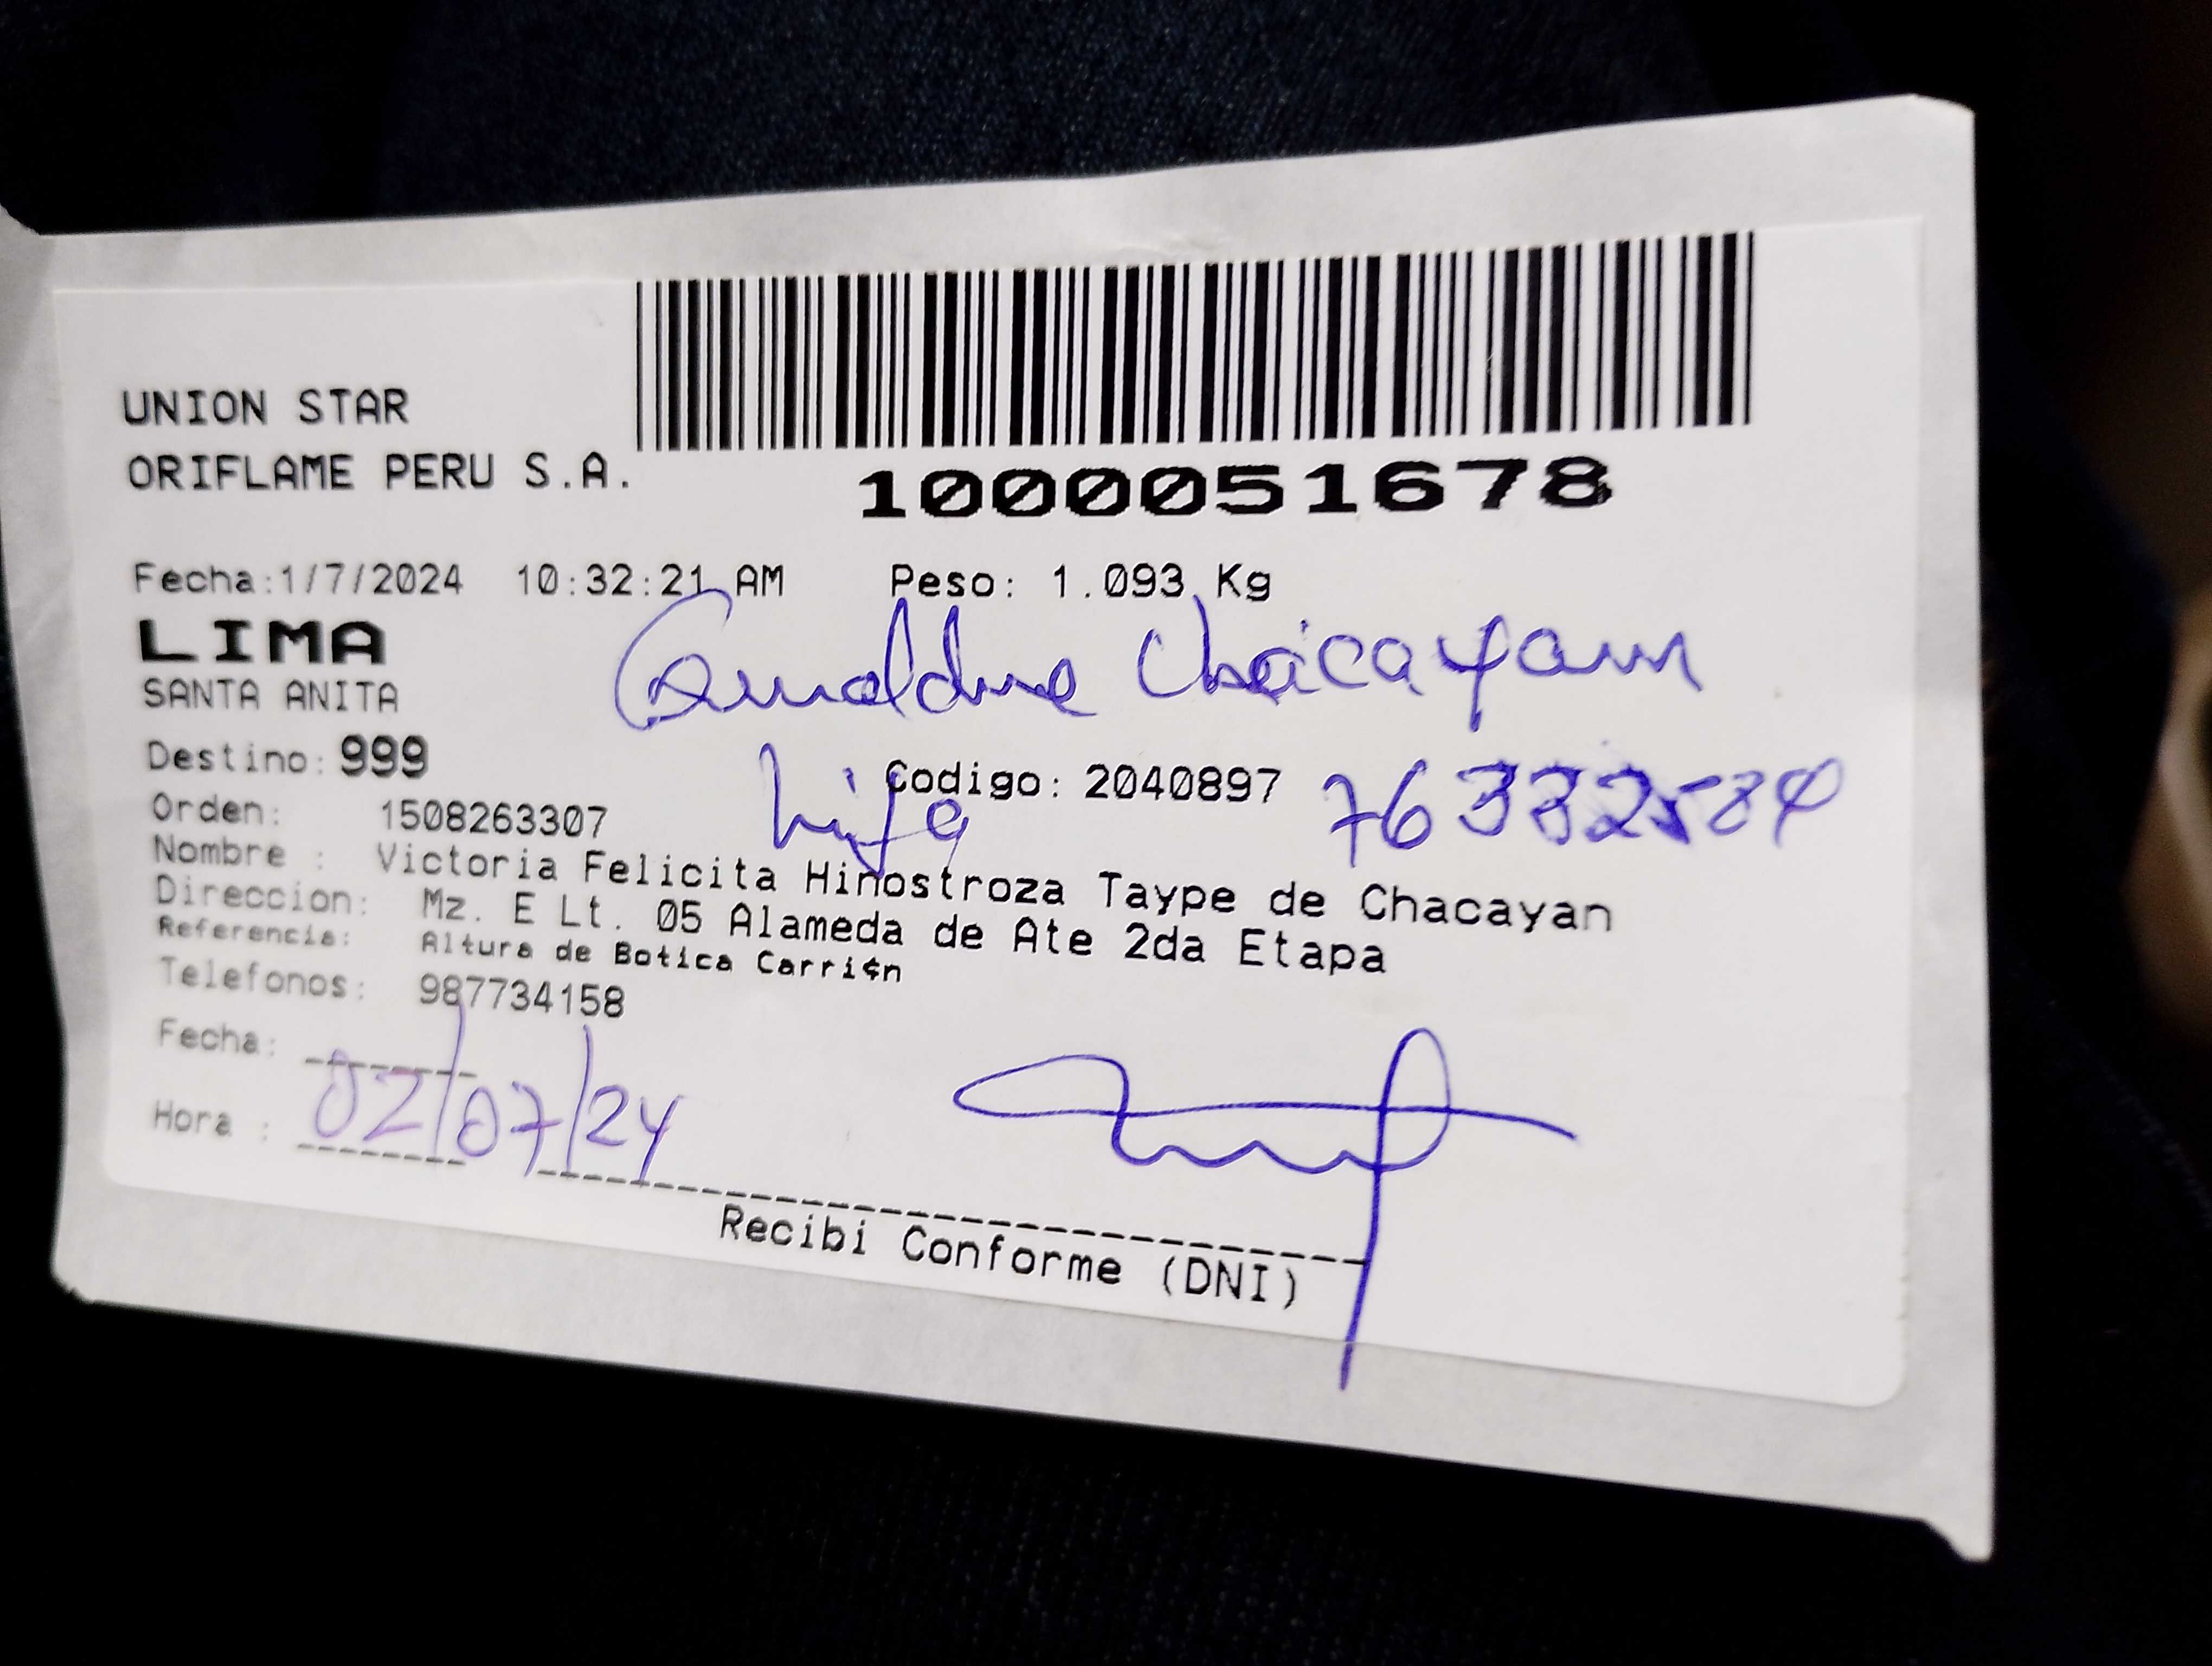 UNION STAR
ORIFLAME PERU S.A.
1000051678
Fecha:1/7/2024 10:32:21 AM Peso: 1.093 Kg
LIMA
SANTA ANITA
Destino: 999
hija
Codigo: 2040897
Orden: 1508263307
Nombre : Victoria Felicita Hinostroza Taype de Chacayan
Direccion: Mz. E Lt. 05 Alameda de Ate 2da Etapa
Referencia: Altura de Botica Carri¢n
Telefonos: 987734158
Fecha:
02/07/24
Hora :
Recibi Conforme (DNI)